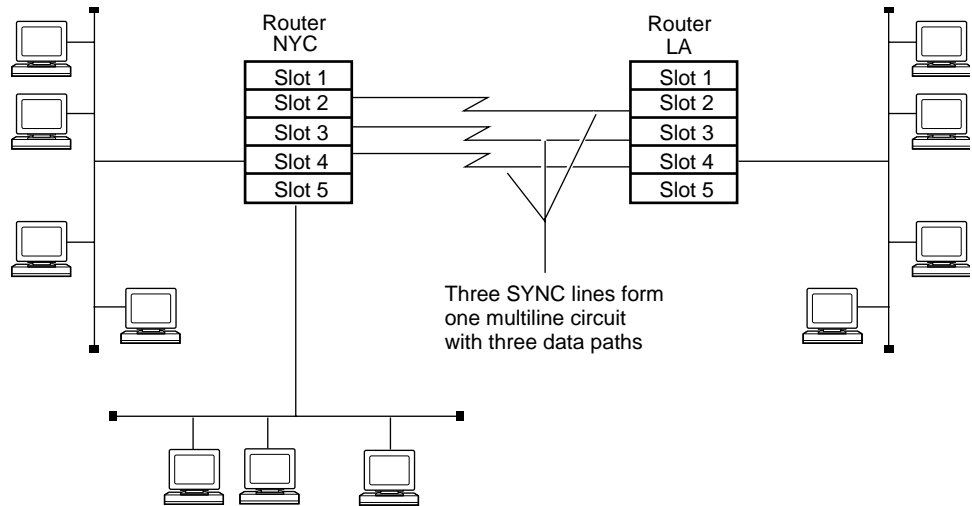 Router
NYC
Slot 1
Slot 2
Slot 3
Slot 4
Slot 5
Router
LA
Slot 1
Slot 2
Slot 3
Slot 4
Slot 5
Three SYNC lines form
one multiline circuit
with three data paths